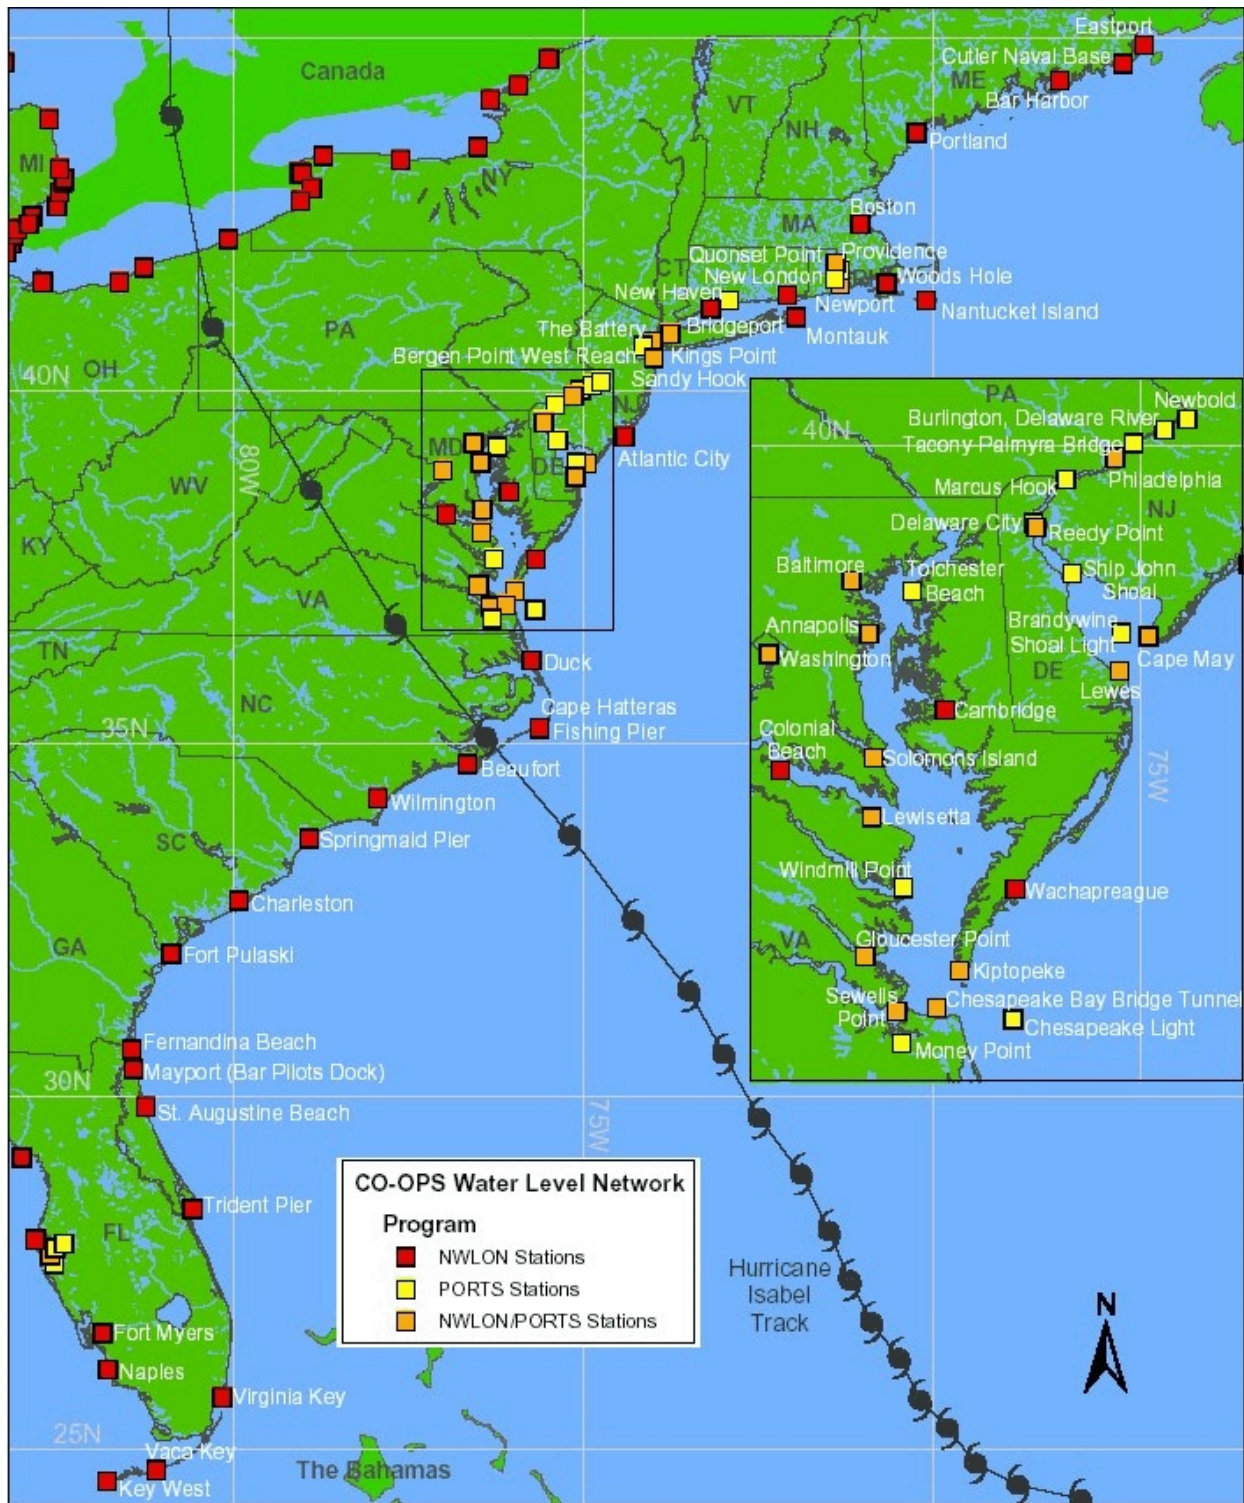 Eastport
Cutler Naval Base
ME
Bar Harbor
Canada
VT
NH
Portland
MI
NY
Boston
MA
Quonset Point
Providence
CT
New London
Woods Hole
New Haven
Newport
Nantucket Island
The Battery
Bridgeport
Montauk
PA
OH
Bergen Point West Reach
Kings Point
Sandy Hook
40N
NJ
MD
DE
Atlantic City
80W
WV
KY
VA
TN
Duck
NC
Cape Hatteras
Fishing Pier
35N
Beaufort
Wilmington
SC
Springmaid Pier
Charleston
GA
Fort Pulaski
Fernandina Beach
30N
Mayport (Bar Pilots Dock)
St. Augustine Beach
75W
Trident Pier
FL
Fort Myers
Naples
Virginia Key
25N
Vaca Key
Key West
The Bahamas
PA
Newbold
Burlington, Delaware River
40N
Tacony Palmyra Bridge
Philadelphia
Marcus Hook
NJ
Delaware City
Reedy Point
Baltimore
Tolchester
Beach
Ship John
Shoal
Annapolis
Brandywine
Shoal Light
Washington
Cape May
DE
Lewes
Cambridge
Colonial
Beach
Solomons Island
75W
Lewisetta
Windmill Point
Wachapreague
VA
Gloucester Point
Kiptopeke
Sewells
Point
Chesapeake Bay Bridge Tunnel
Chesapeake Light
Money Point
CO-OPS Water Level Network
Program
NWLON Stations
PORTS Stations
NWLON/PORTS Stations
Hurricane
Isabel
Track
N